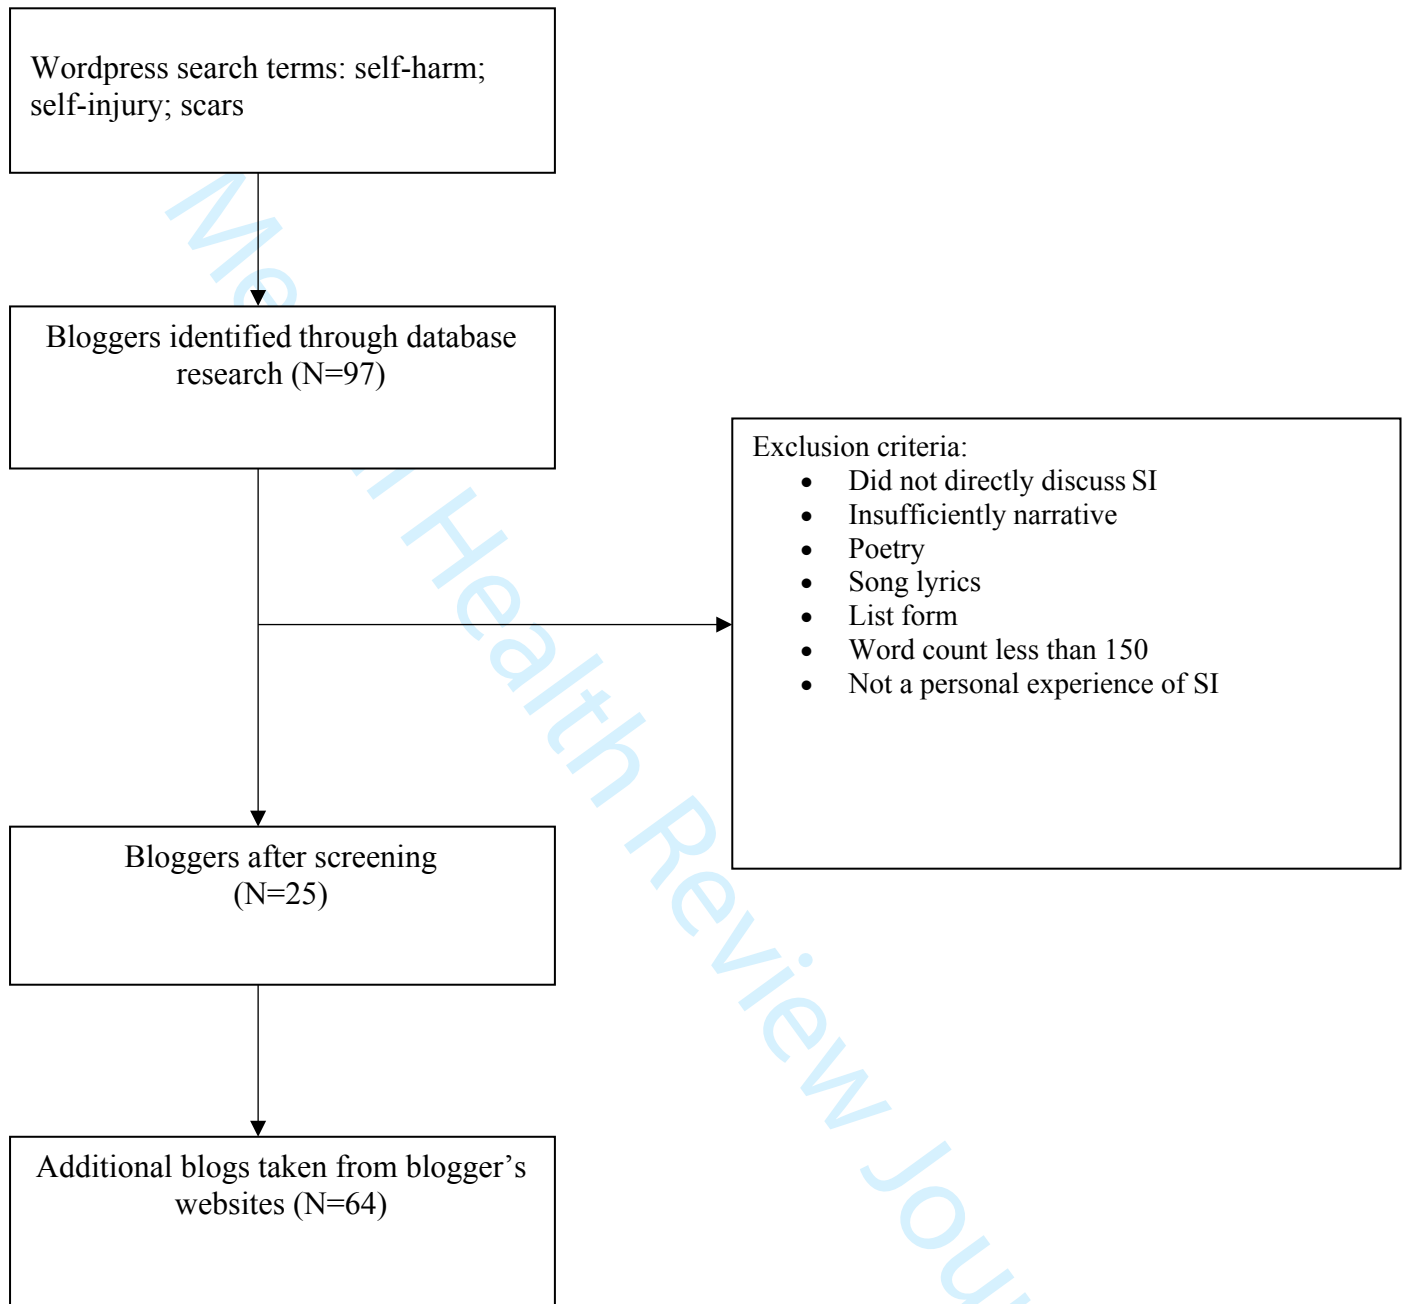 Wordpress search terms: self-harm;
self-injury; scars
Bloggers identified through database
research (N=97)
Exclusion criteria:
• Did not directly discuss SI
• Insufficiently narrative
• Poetry
• Song lyrics
• List form
• Word count less than 150
• Not a personal experience of SI
Bloggers after screening
(N=25)
Additional blogs taken from blogger’s
websites (N=64)
Health Review